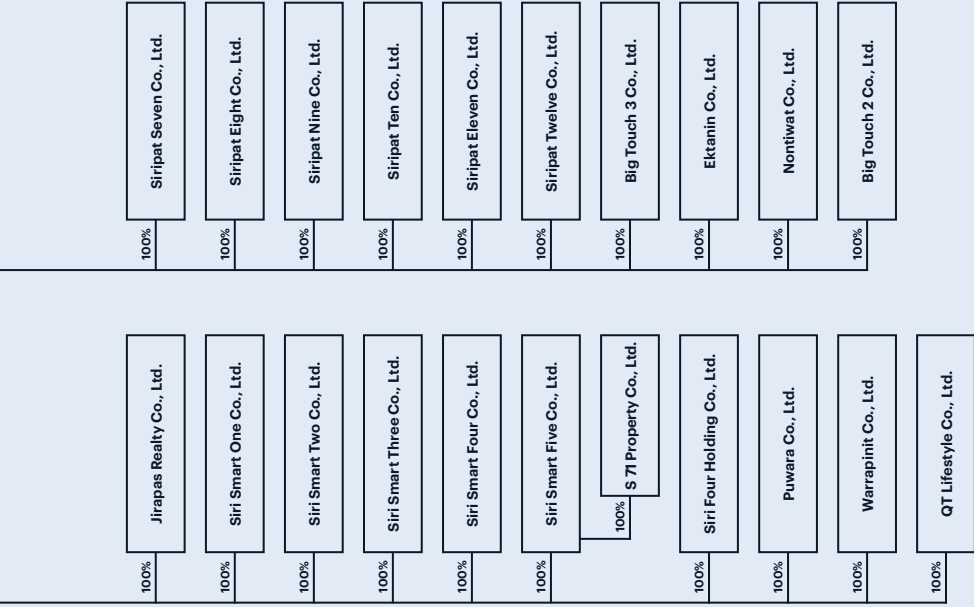 Siripat Seven Co., Ltd.
100%
Siripat Eight Co., Ltd.
100%
Siripat Nine Co., Ltd.
100%
Siripat Ten Co., Ltd.
100%
Siripat Eleven Co., Ltd.
100%
Siripat Twelve Co., Ltd.
100%
Big Touch 3 Co., Ltd.
100%
Ektanin Co., Ltd.
100%
Nontiwat Co., Ltd.
100%
Big Touch 2 Co., Ltd.
100%
Jirapas Realty Co., Ltd.
100%
Siri Smart One Co., Ltd.
100%
Siri Smart Two Co., Ltd.
100%
Siri Smart Three Co., Ltd.
100%
Siri Smart Four Co., Ltd.
100%
Siri Smart Five Co., Ltd.
100%
S 71 Property Co., Ltd.
100%
Siri Four Holding Co., Ltd.
100%
Puwara Co., Ltd.
100%
Warrapinit Co., Ltd.
100%
QT Lifestyle Co., Ltd.
100%